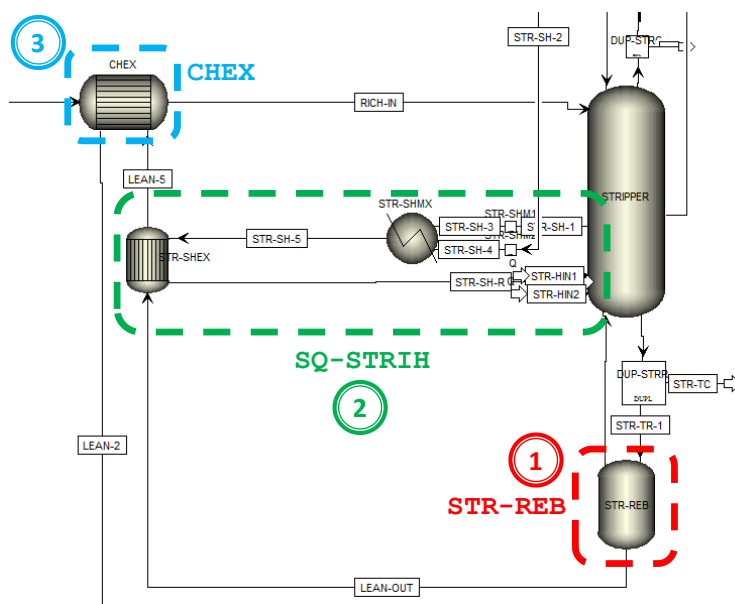 STR-SH-2
DUP-STRC
DUPL
3
CHEX
CHEX
RICH-IN
LEAN-5
STRIPPER
STR-SHMX
STR-SHM1
STR-SH-3
STR-SH-1
STR-SH-5
STR-SHM2
STR-SH-4
STR-SHEX
Q
STR-HIN1
STR-SH-R
Q
STR-HIN2
SQ-STRIH
2
DUP-STRR
STR-TC
DUPL
STR-TR-1
LEAN-2
1
STR-REB
STR-REB
LEAN-OUT